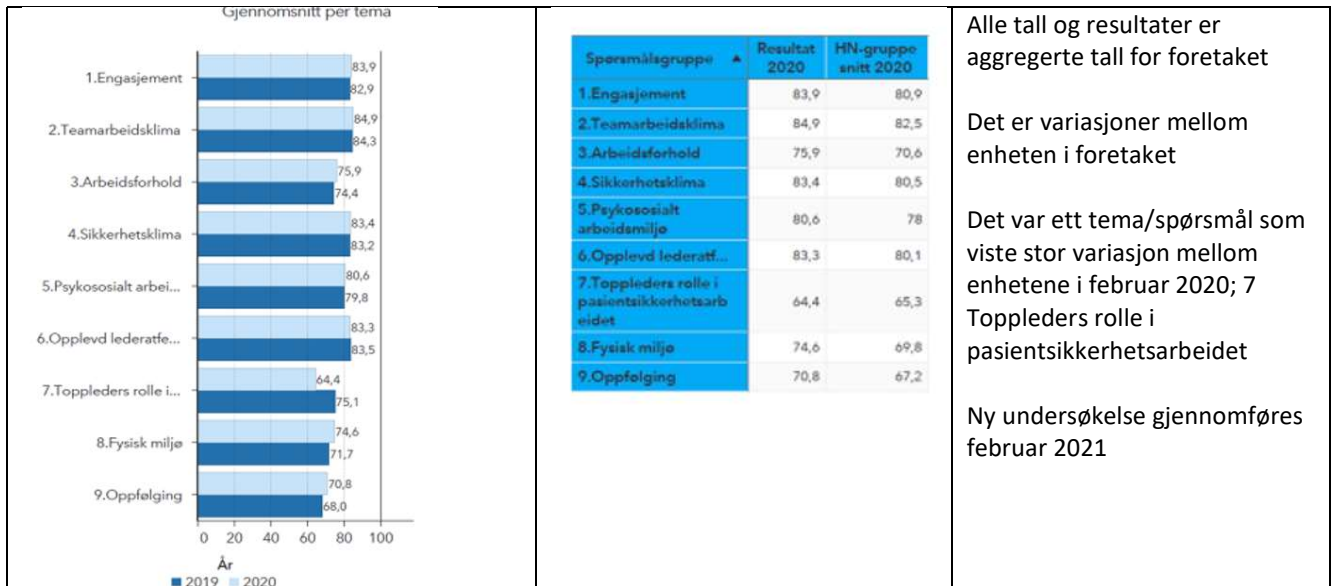 Gjennomsnitt per tema
1.Engasjement
83,9
82,9
2.Teamarbeidsklima
84,9
84,3
3.Arbeidsforhold
75,9
74,4
4.Sikkerhetsklima
83,4
83,2
5.Psykososialt arbei...
80,6
79,8
6.Opplevd lederatfe...
83,3
83,5
7.Toppleders rolle i...
64,4
75,1
8.Fysisk miljø
74,6
71,7
9.Oppfølging
70,8
68,0
0 20 40 60 80 100
År
2019 2020
Spørsmålsgruppe ▲ Resultat 2020 HN-gruppe snitt 2020
1.Engasjement 83,9 80,9
2.Teamarbeidsklima 84,9 82,5
3.Arbeidsforhold 75,9 70,6
4.Sikkerhetsklima 83,4 80,5
5.Psykososialt
arbeidsmiljø 80,6 78
6.Opplevd lederatf... 83,3 80,1
7.Toppleders rolle i
pasientsikkerhetsarb
eidet 64,4 65,3
8.Fysisk miljø 74,6 69,8
9.Oppfølging 70,8 67,2
Alle tall og resultater er
aggregerte tall for foretaket
Det er variasjoner mellom
enheten i foretaket
Det var ett tema/spørsmål som
viste stor variasjon mellom
enhetene i februar 2020; 7
Toppleders rolle i
pasientsikkerhetsarbeidet
Ny undersøkelse gjennomføres
februar 2021